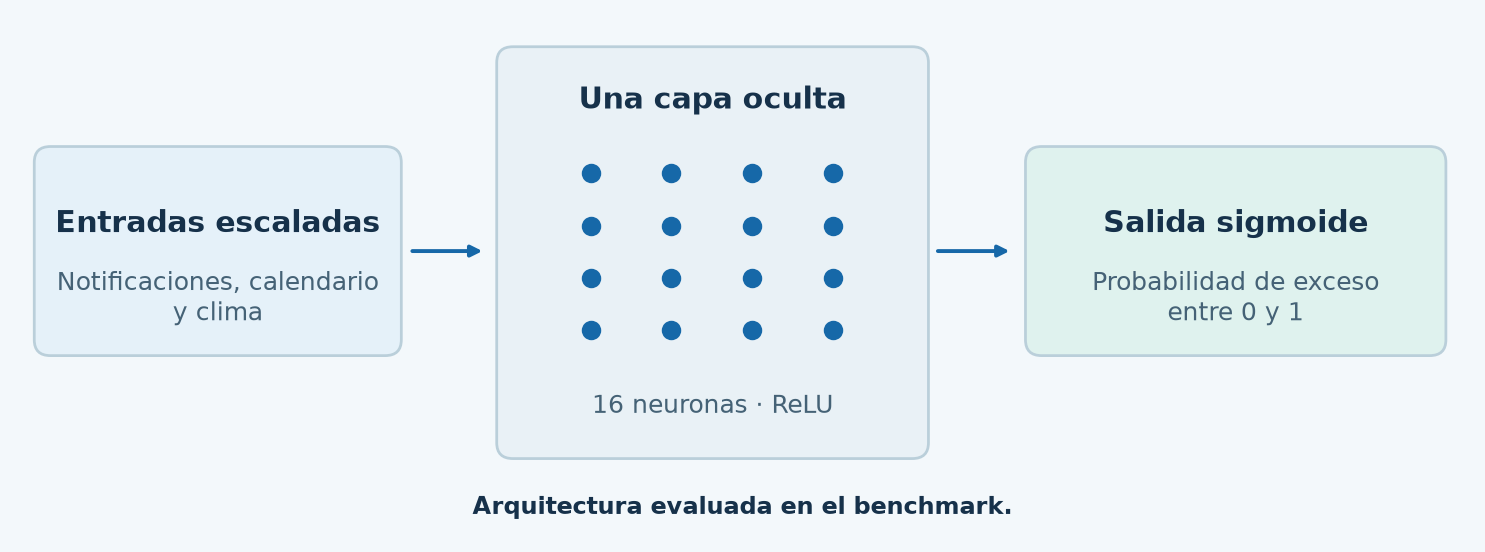 Entradas escaladas
Notificaciones, calendario
y clima
Una capa oculta
16 neuronas · ReLU
Salida sigmoide
Probabilidad de exceso
entre 0 y 1
Arquitectura evaluada en el benchmark.